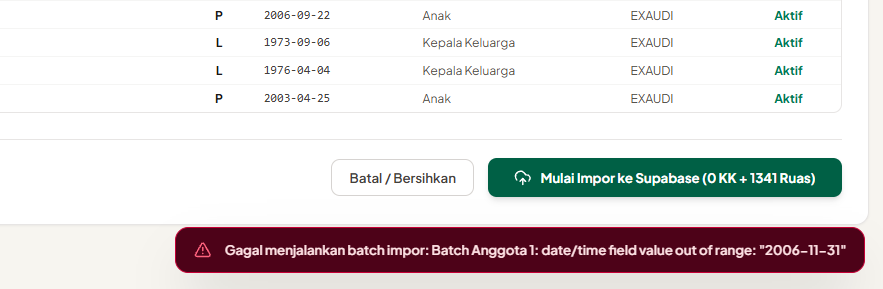 P 2006-09-22 Anak EXAUDI Aktif
L 1973-09-06 Kepala Keluarga EXAUDI Aktif
L 1976-04-04 Kepala Keluarga EXAUDI Aktif
P 2003-04-25 Anak EXAUDI Aktif
Batal / Bersihkan
Mulai Impor ke Supabase (0 KK + 1341 Ruas)
Gagal menjalankan batch impor: Batch Anggota 1: date/time field value out of range: "2006-11-31"